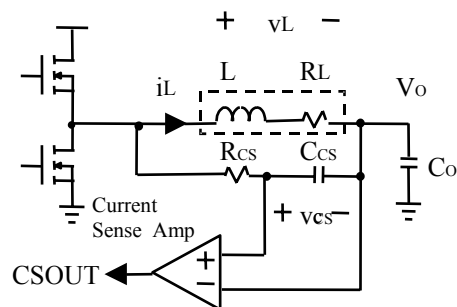 + vL −
iL L RL VO
RCS CCS CO
+ vcs −
Current
Sense Amp
CSOUT + −